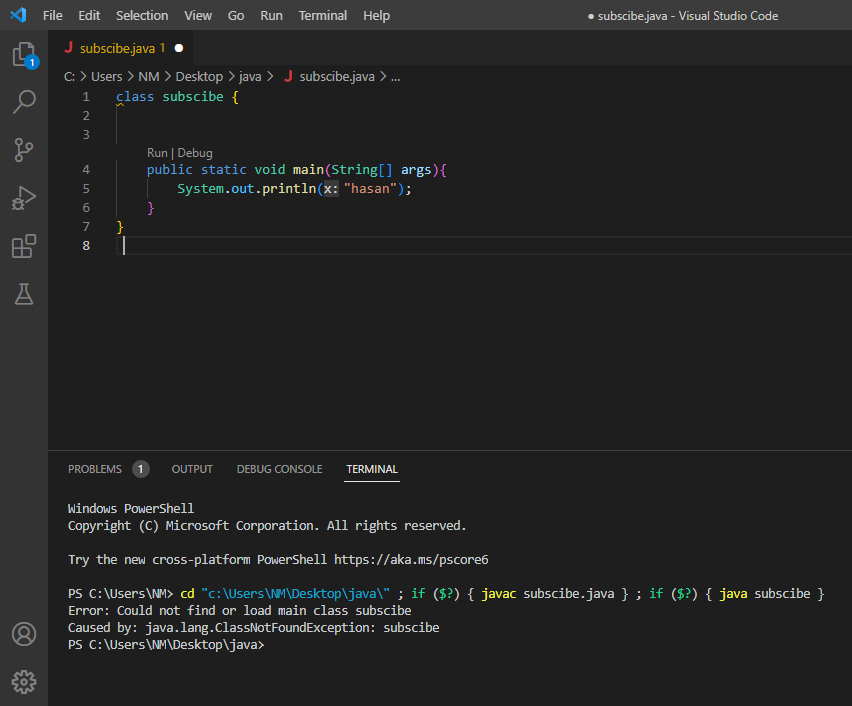 File Edit Selection View Go Run Terminal Help ● subscibe.java - Visual Studio Code
J subscibe.java 1 ●
C: > Users > NM > Desktop > java > J subscibe.java > ...
1 class subscibe {
2
3
Run | Debug
4 public static void main(String[] args){
5 System.out.println(x: "hasan");
6 }
7 }
8
1
PROBLEMS 1 OUTPUT DEBUG CONSOLE TERMINAL
Windows PowerShell
Copyright (C) Microsoft Corporation. All rights reserved.
Try the new cross-platform PowerShell https://aka.ms/pscore6
PS C:\Users\NM> cd "c:\Users\NM\Desktop\java\" ; if ($?) { javac subscibe.java } ; if ($?) { java subscibe }
Error: Could not find or load main class subscibe
Caused by: java.lang.ClassNotFoundException: subscibe
PS C:\Users\NM\Desktop\java>